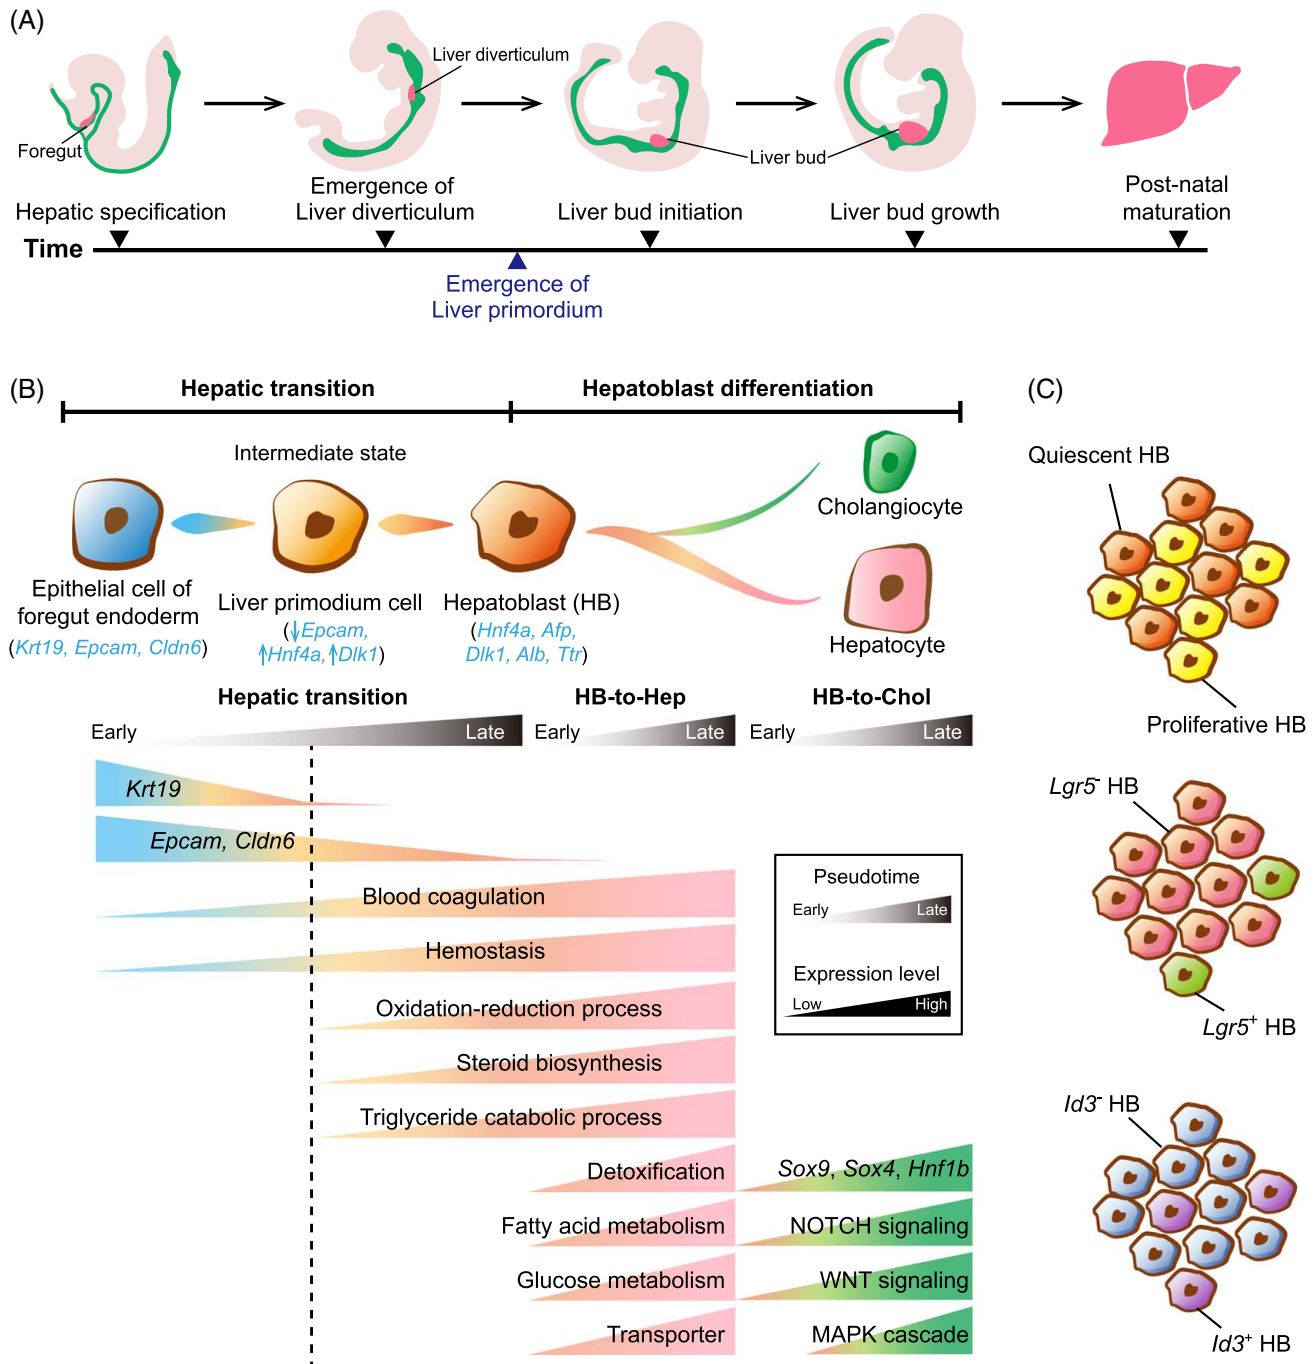 (A)
Liver diverticulum
Foregut
Liver bud
Hepatic specification
Emergence of
Liver diverticulum
Liver bud initiation
Liver bud growth
Post-natal
maturation
Time
Emergence of
Liver primordium
(B)
Hepatic transition
Hepatoblast differentiation
Intermediate state
Cholangiocyte
Hepatocyte
Epithelial cell of
foregut endoderm
(Krt19, Epcam, Cldn6)
Liver primodium cell
(↓Epcam,
↑Hnf4a, ↑Dlk1)
Hepatoblast (HB)
(Hnf4a, Afp,
Dlk1, Alb, Ttr)
Hepatic transition
HB-to-Hep
HB-to-Chol
Early
Late
Early
Late
Early
Late
Krt19
Epcam, Cldn6
Blood coagulation
Hemostasis
Oxidation-reduction process
Steroid biosynthesis
Triglyceride catabolic process
Detoxification
Fatty acid metabolism
Glucose metabolism
Transporter
Sox9, Sox4, Hnf1b
NOTCH signaling
WNT signaling
MAPK cascade
Pseudotime
Early
Late
Expression level
Low
High
(C)
Quiescent HB
Proliferative HB
Lgr5- HB
Lgr5+ HB
Id3- HB
Id3+ HB